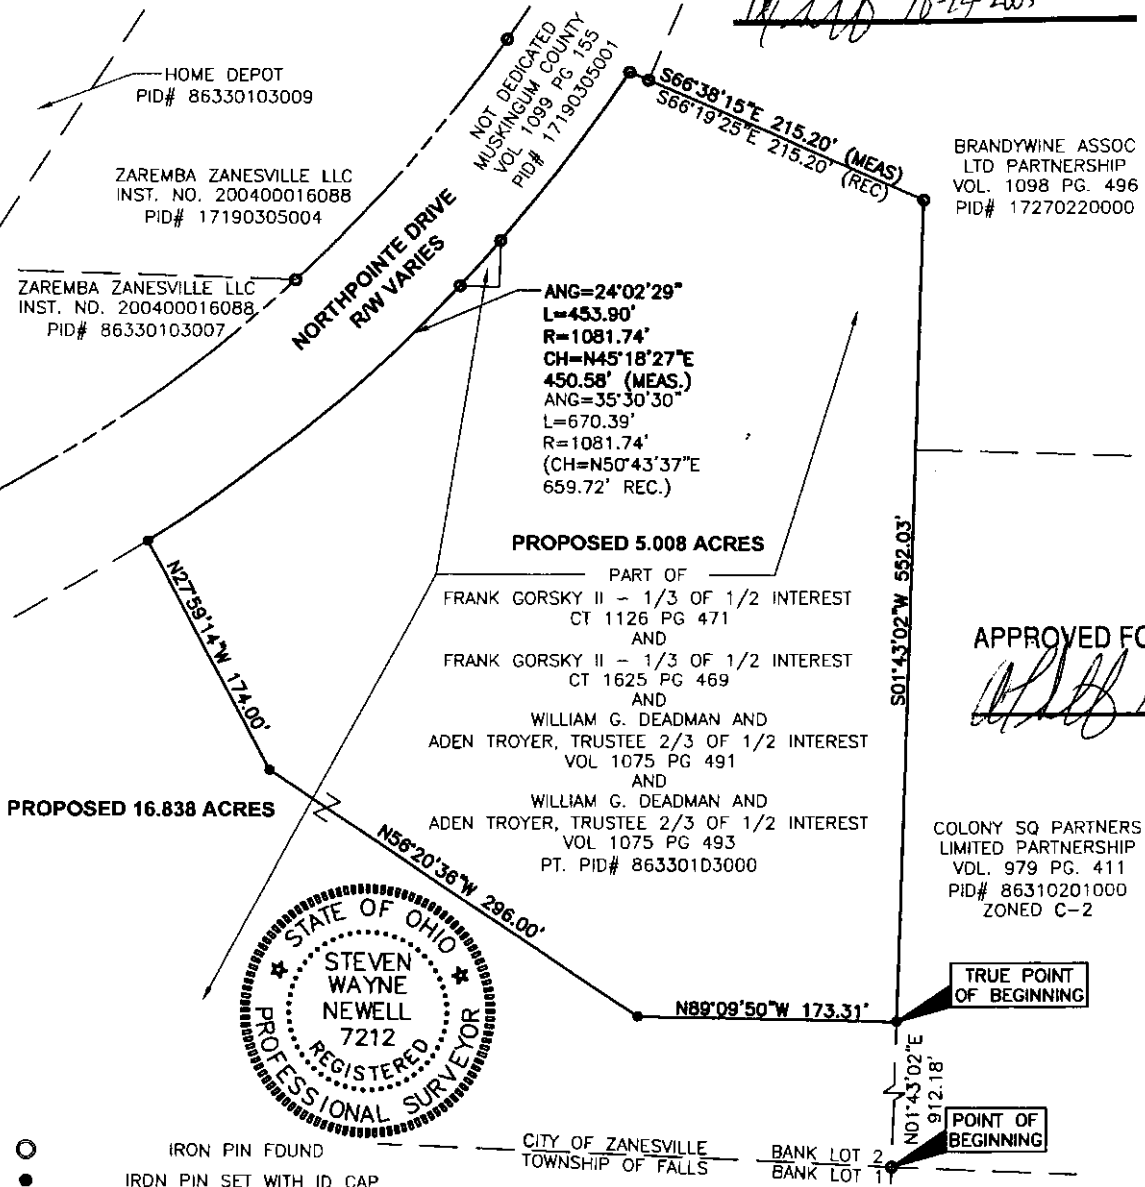 10-24-2005
HOME DEPOT
PID# 86330103009
ZAREMBA ZANESVILLE LLC
INST. NO. 200400016088
PID# 17190305004
ZAREMBA ZANESVILLE LLC
INST. ND. 200400016088
PID# 86330103007
NOT DEDICATED
MUSKINGUM COUNTY
VOL 1099 PG 155
PID# 17190305001
NORTHPOINTE DRIVE
R/W VARIES
S66°38'15"E 215.20' (MEAS)
S66°19'25"E 215.20' (REC)
BRANDYWINE ASSOC
LTD PARTNERSHIP
VOL. 1098 PG. 496
PID# 17270220000
ANG=24°02'29"
L=453.90'
R=1081.74'
CH=N45°18'27"E
450.58' (MEAS.)
ANG=35°30'30"
L=670.39'
R=1081.74'
(CH=N50°43'37"E
659.72' REC.)
PROPOSED 5.008 ACRES
PART OF
FRANK GORSKY II – 1/3 OF 1/2 INTEREST
CT 1126 PG 471
AND
FRANK GORSKY II – 1/3 OF 1/2 INTEREST
CT 1625 PG 469
AND
WILLIAM G. DEADMAN AND
ADEN TROYER, TRUSTEE 2/3 OF 1/2 INTEREST
VOL 1075 PG 491
AND
WILLIAM G. DEADMAN AND
ADEN TROYER, TRUSTEE 2/3 OF 1/2 INTEREST
VOL 1075 PG 493
PT. PID# 863301D3000
S01°43'02"W 552.03'
APPROVED FO
N27°59'14"W 174.00'
PROPOSED 16.838 ACRES
N56°20'36"W 296.00'
COLONY SQ PARTNERS
LIMITED PARTNERSHIP
VDL. 979 PG. 411
PID# 86310201000
ZONED C-2
STATE OF OHIO
STEVEN
WAYNE
NEWELL
7212
REGISTERED
PROFESSIONAL SURVEYOR
N89°09'50"W 173.31'
TRUE POINT
OF BEGINNING
N01°43'02"E
912.18'
POINT OF
BEGINNING
CITY OF ZANESVILLE
TOWNSHIP OF FALLS
BANK LOT 2
BANK LOT 1
IRON PIN FDUND
IRDN PIN SET WITH ID CAP